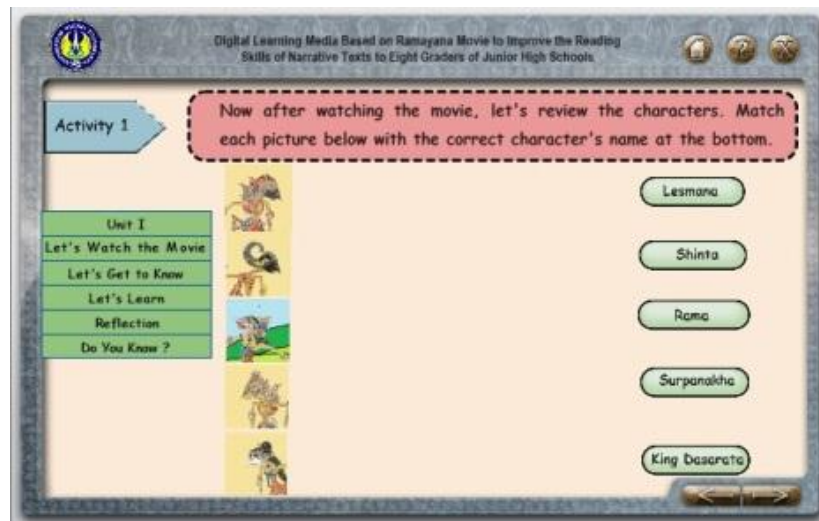 Digital Learning Media Based on Ramayana Movie to Improve the Reading
Skills of Narrative Texts to Eight Graders of Junior High Schools
Activity 1
Now after watching the movie, let's review the characters. Match
each picture below with the correct character's name at the bottom.
Unit I
Let's Watch the Movie
Let's Get to Know
Let's Learn
Reflection
Do You Know ?
Lesmana
Shinta
Rama
Surpanakha
King Dasarata